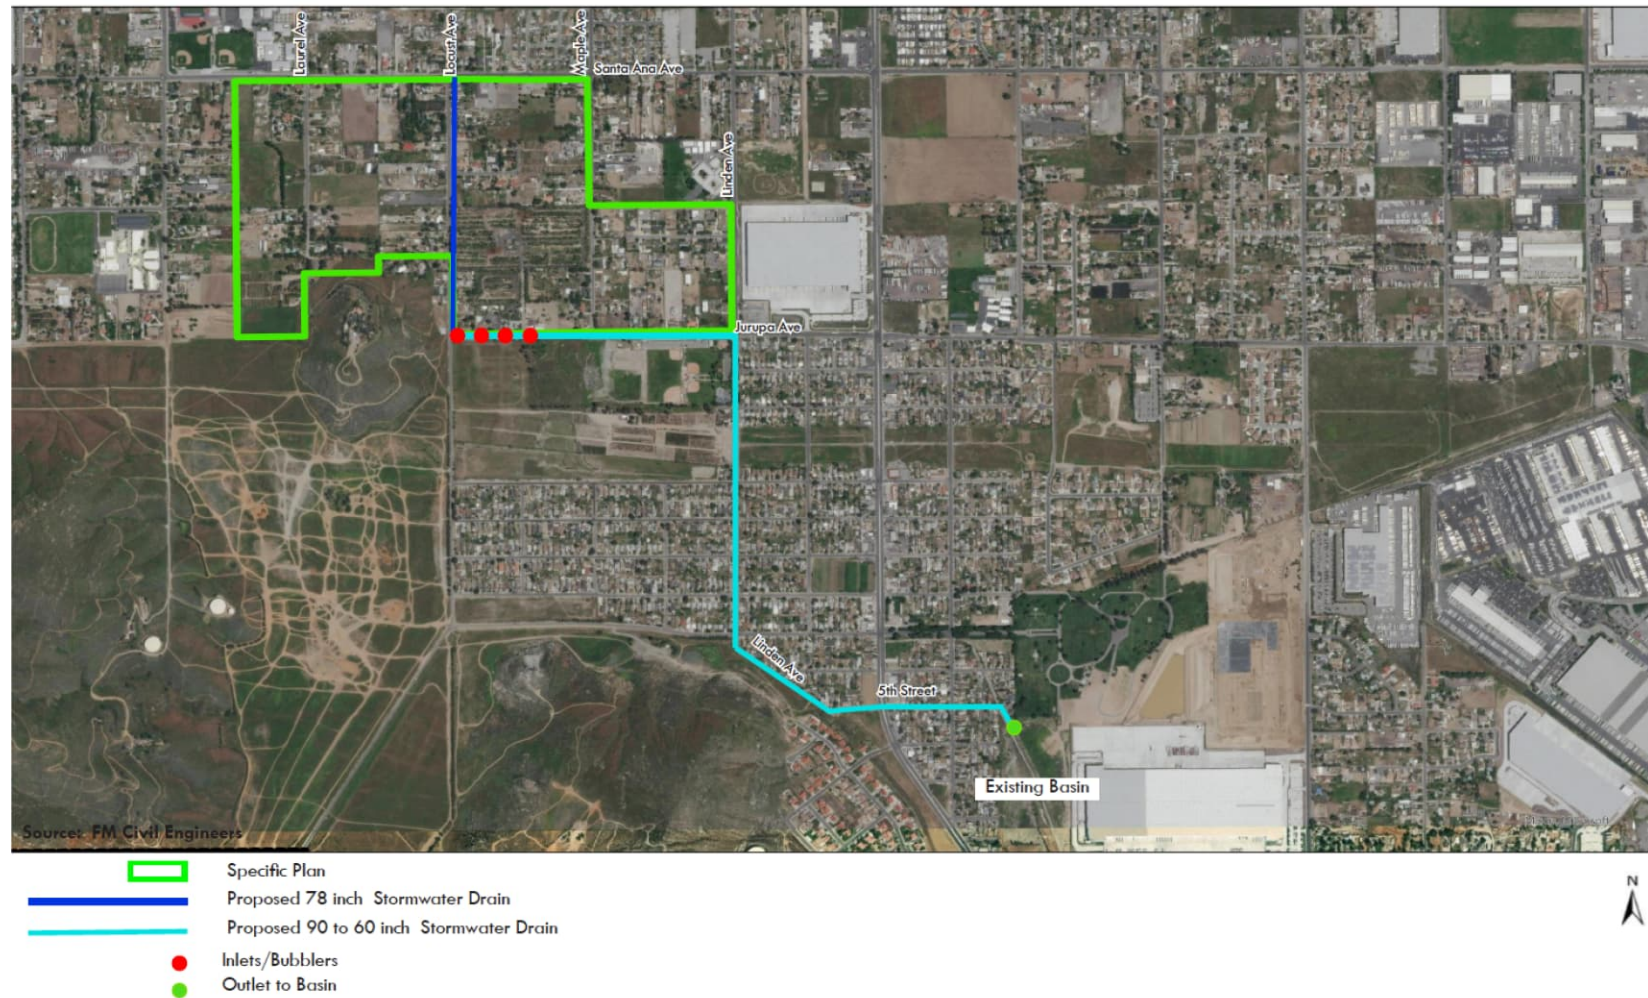 Laurel Ave
Locust Ave
Maple Ave
Santa Ana Ave
Linden Ave
Jurupa Ave
Linden Ave
5th Street
Existing Basin
Source: FM Civil Engineers
Specific Plan
Proposed 78 inch Stormwater Drain
Proposed 90 to 60 inch Stormwater Drain
Inlets/Bubblers
Outlet to Basin
N